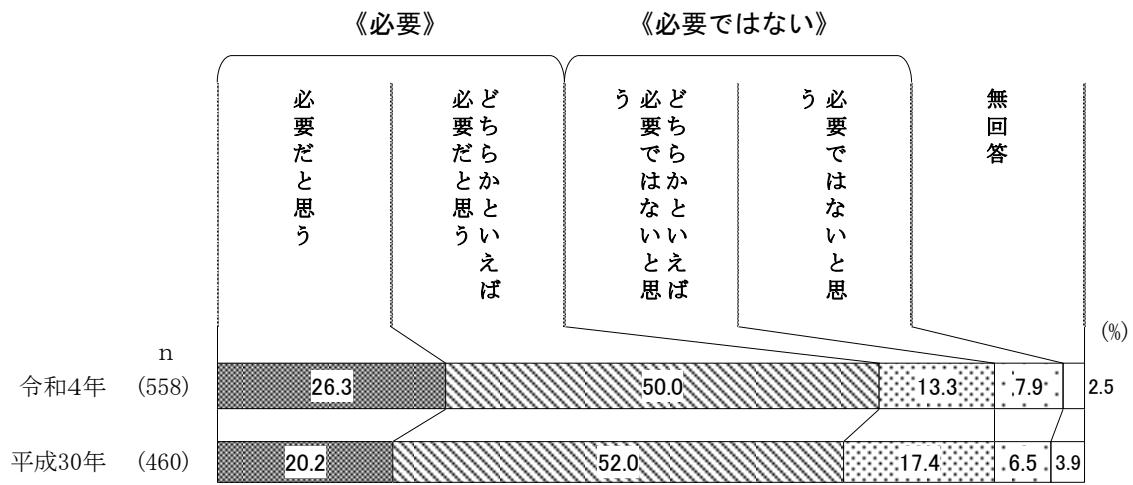 《必要》
《必要ではない》
必要だと思う
どちらかといえば
必要だと思う
どちらかといえば
必要ではないと思
う
必要ではないと思
う
無回答
(%)
n
令和4年 (558) 26.3 50.0 13.3 7.9 2.5
平成30年 (460) 20.2 52.0 17.4 6.5 3.9